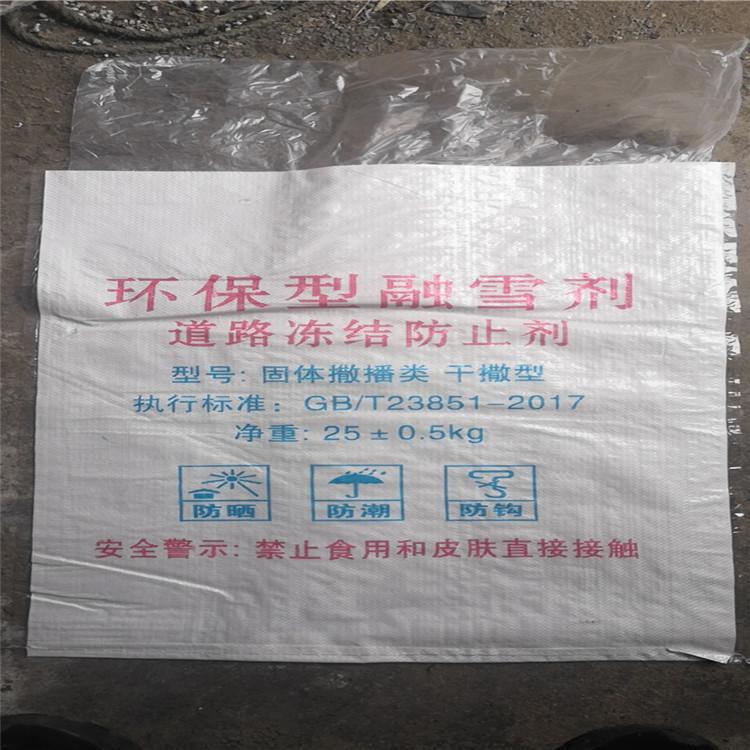 环保型融雪剂
道路冻结防止剂
型号: 固体撒播类 干撒型
执行标准: GB/T23851-2017
净重: 25±0.5kg
防晒 防潮 防钩
安全警示: 禁止食用和皮肤直接接触